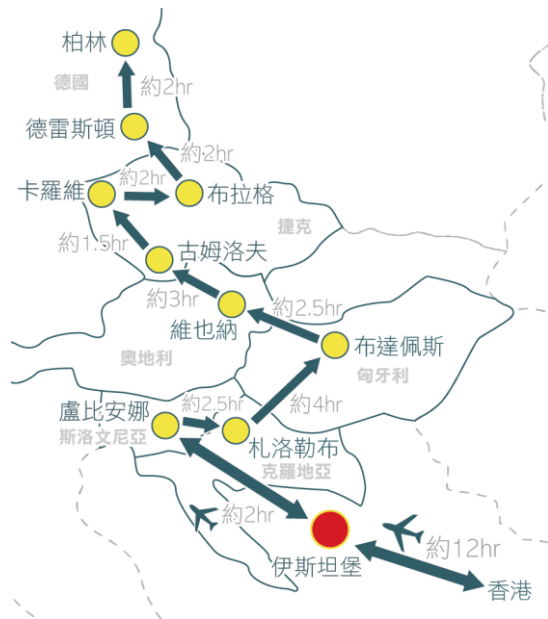 柏林
德國
約2hr
德雷斯頓
約2hr
卡羅維
約2hr
布拉格
捷克
約1.5hr
古姆洛夫
約3hr
約2.5hr
維也納
布達佩斯
奧地利
匈牙利
盧比安娜
約2.5hr
約4hr
斯洛文尼亞
札洛勒布
克羅地亞
約2hr
伊斯坦堡
約12hr
香港